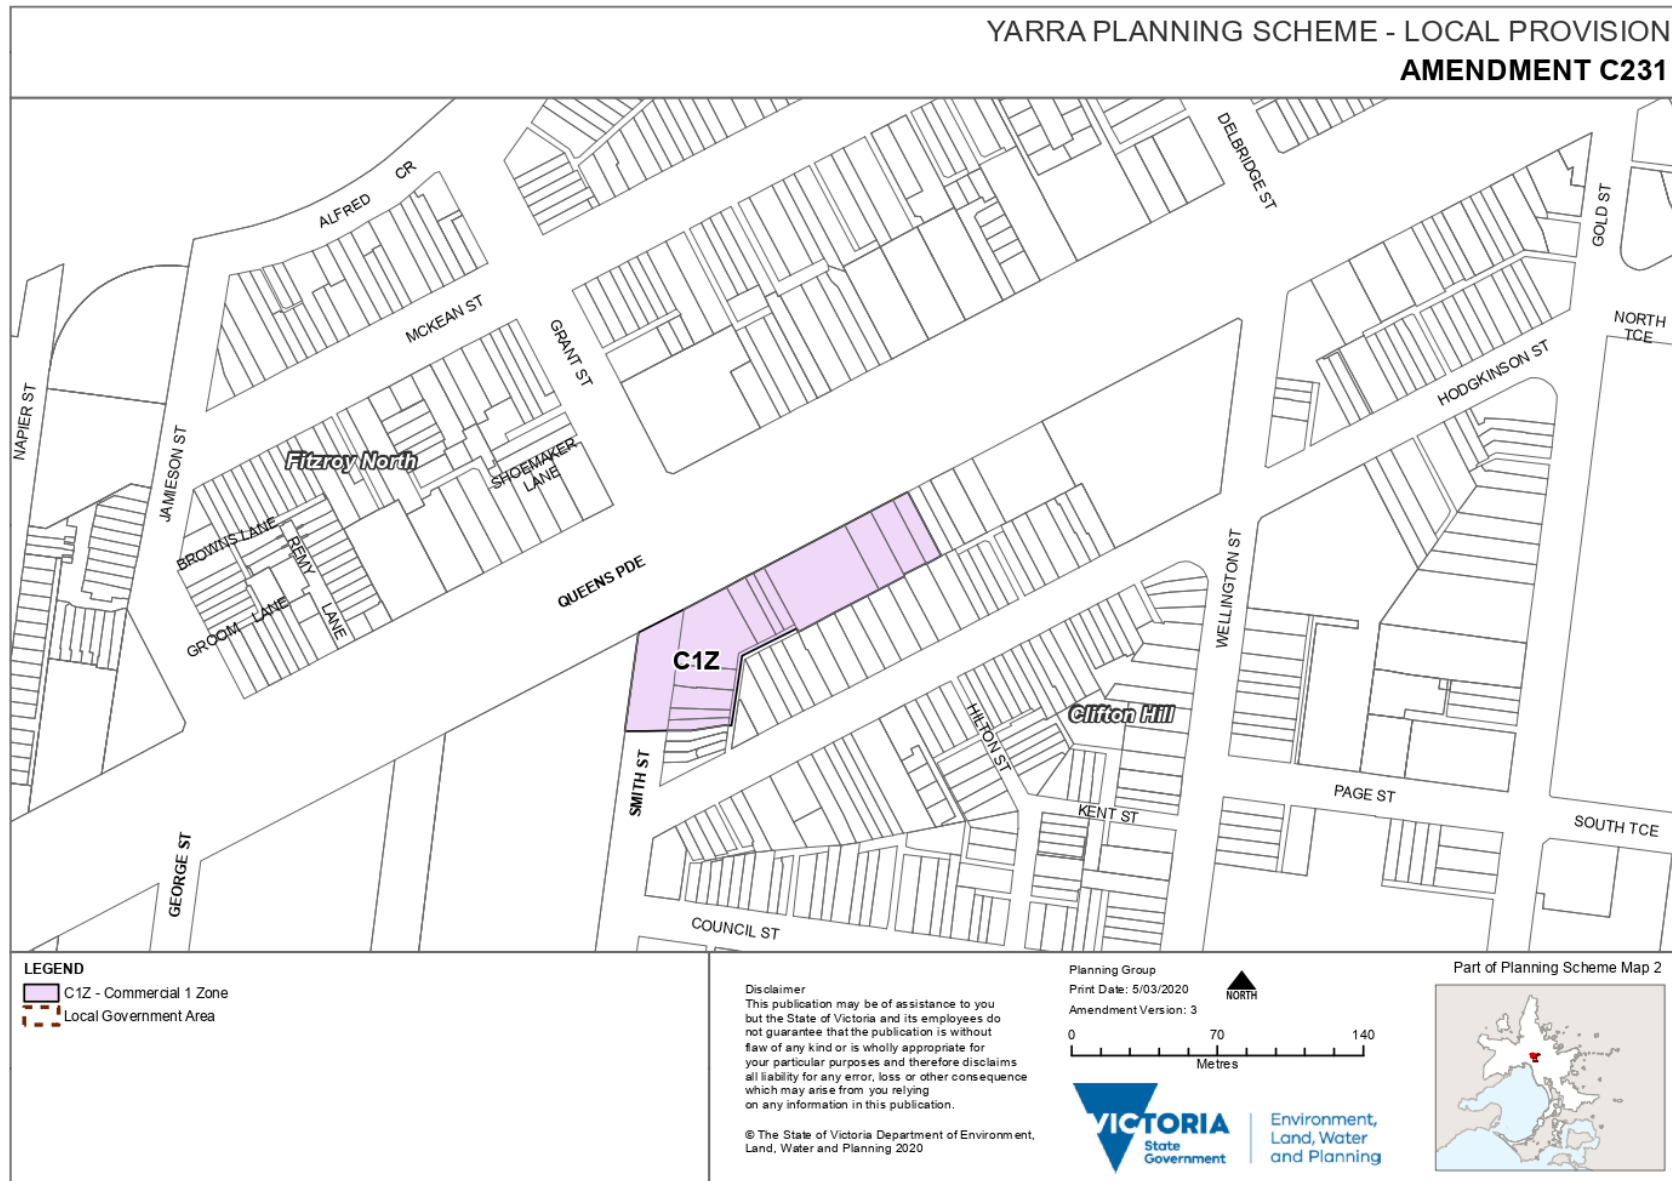 YARRA PLANNING SCHEME - LOCAL PROVISION
AMENDMENT C231
ALFRED CR
DELBRIDGE ST
GOLD ST
MCKEAN ST
GRANT ST
NORTH
TCE
HODGKINSON ST
NAPIER ST
JAMIESON ST
Fitzroy North
SHOEMAKER
LANE
BROWNS LANE
REMY
LANE
GROOM LANE
QUEENS PDE
WELLINGTON ST
C1Z
HILTON ST
Clifton Hill
SMITH ST
PAGE ST
KENT ST
SOUTH TCE
GEORGE ST
COUNCIL ST
LEGEND
C1Z - Commercial 1 Zone
Local Government Area
Disclaimer
This publication may be of assistance to you
but the State of Victoria and its employees do
not guarantee that the publication is without
flaw of any kind or is wholly appropriate for
your particular purposes and therefore disclaims
all liability for any error, loss or other consequence
which may arise from you relying
on any information in this publication.
© The State of Victoria Department of Environment,
Land, Water and Planning 2020
Planning Group
Print Date: 5/03/2020
Amendment Version: 3
NORTH
0 70 140
Metres
VICTORIA
State
Government
Environment,
Land, Water
and Planning
Part of Planning Scheme Map 2